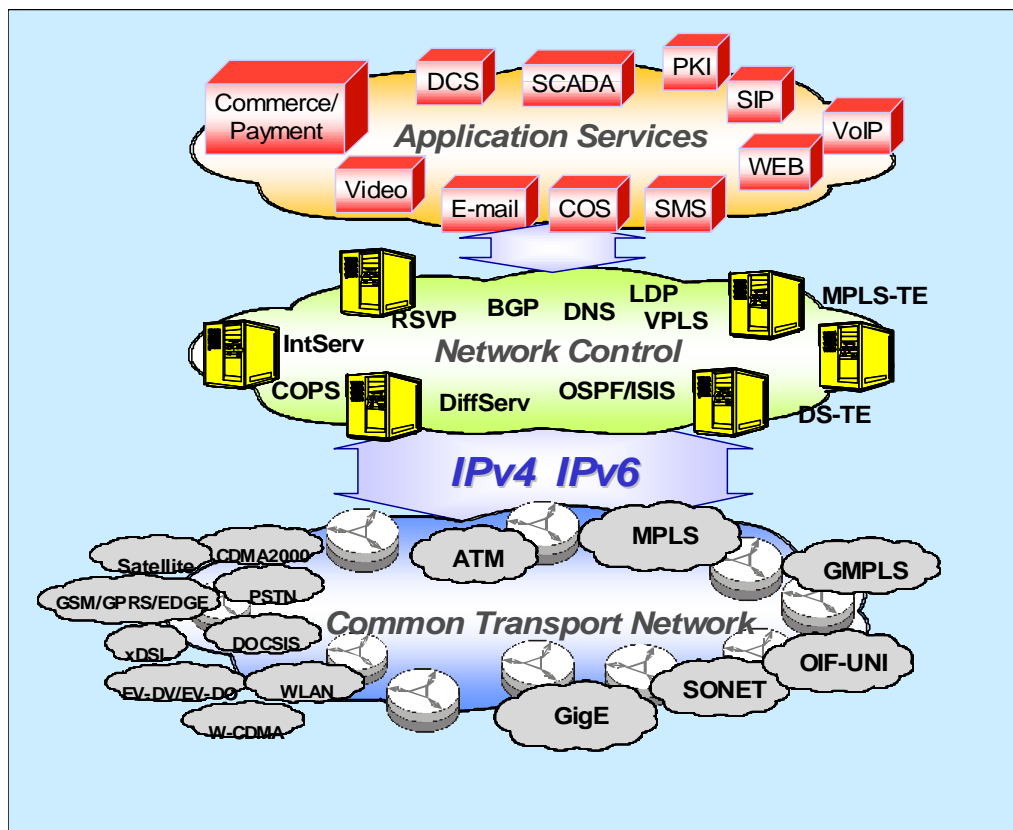 DCS
SCADA
PKI
SIP
VoIP
Commerce/
Payment
Application Services
WEB
Video
E-mail
COS
SMS
RSVP
BGP
DNS
LDP
VPLS
MPLS-TE
IntServ
Network Control
COPS
DiffServ
OSPF/ISIS
DS-TE
IPv4 IPv6
Satellite
CDMA2000
ATM
MPLS
GMPLS
GSM/GPRS/EDGE
PSTN
Common Transport Network
xDSL
DOCSIS
OIF-UNI
EV-DV/EV-DO
WLAN
SONET
GigE
W-CDMA